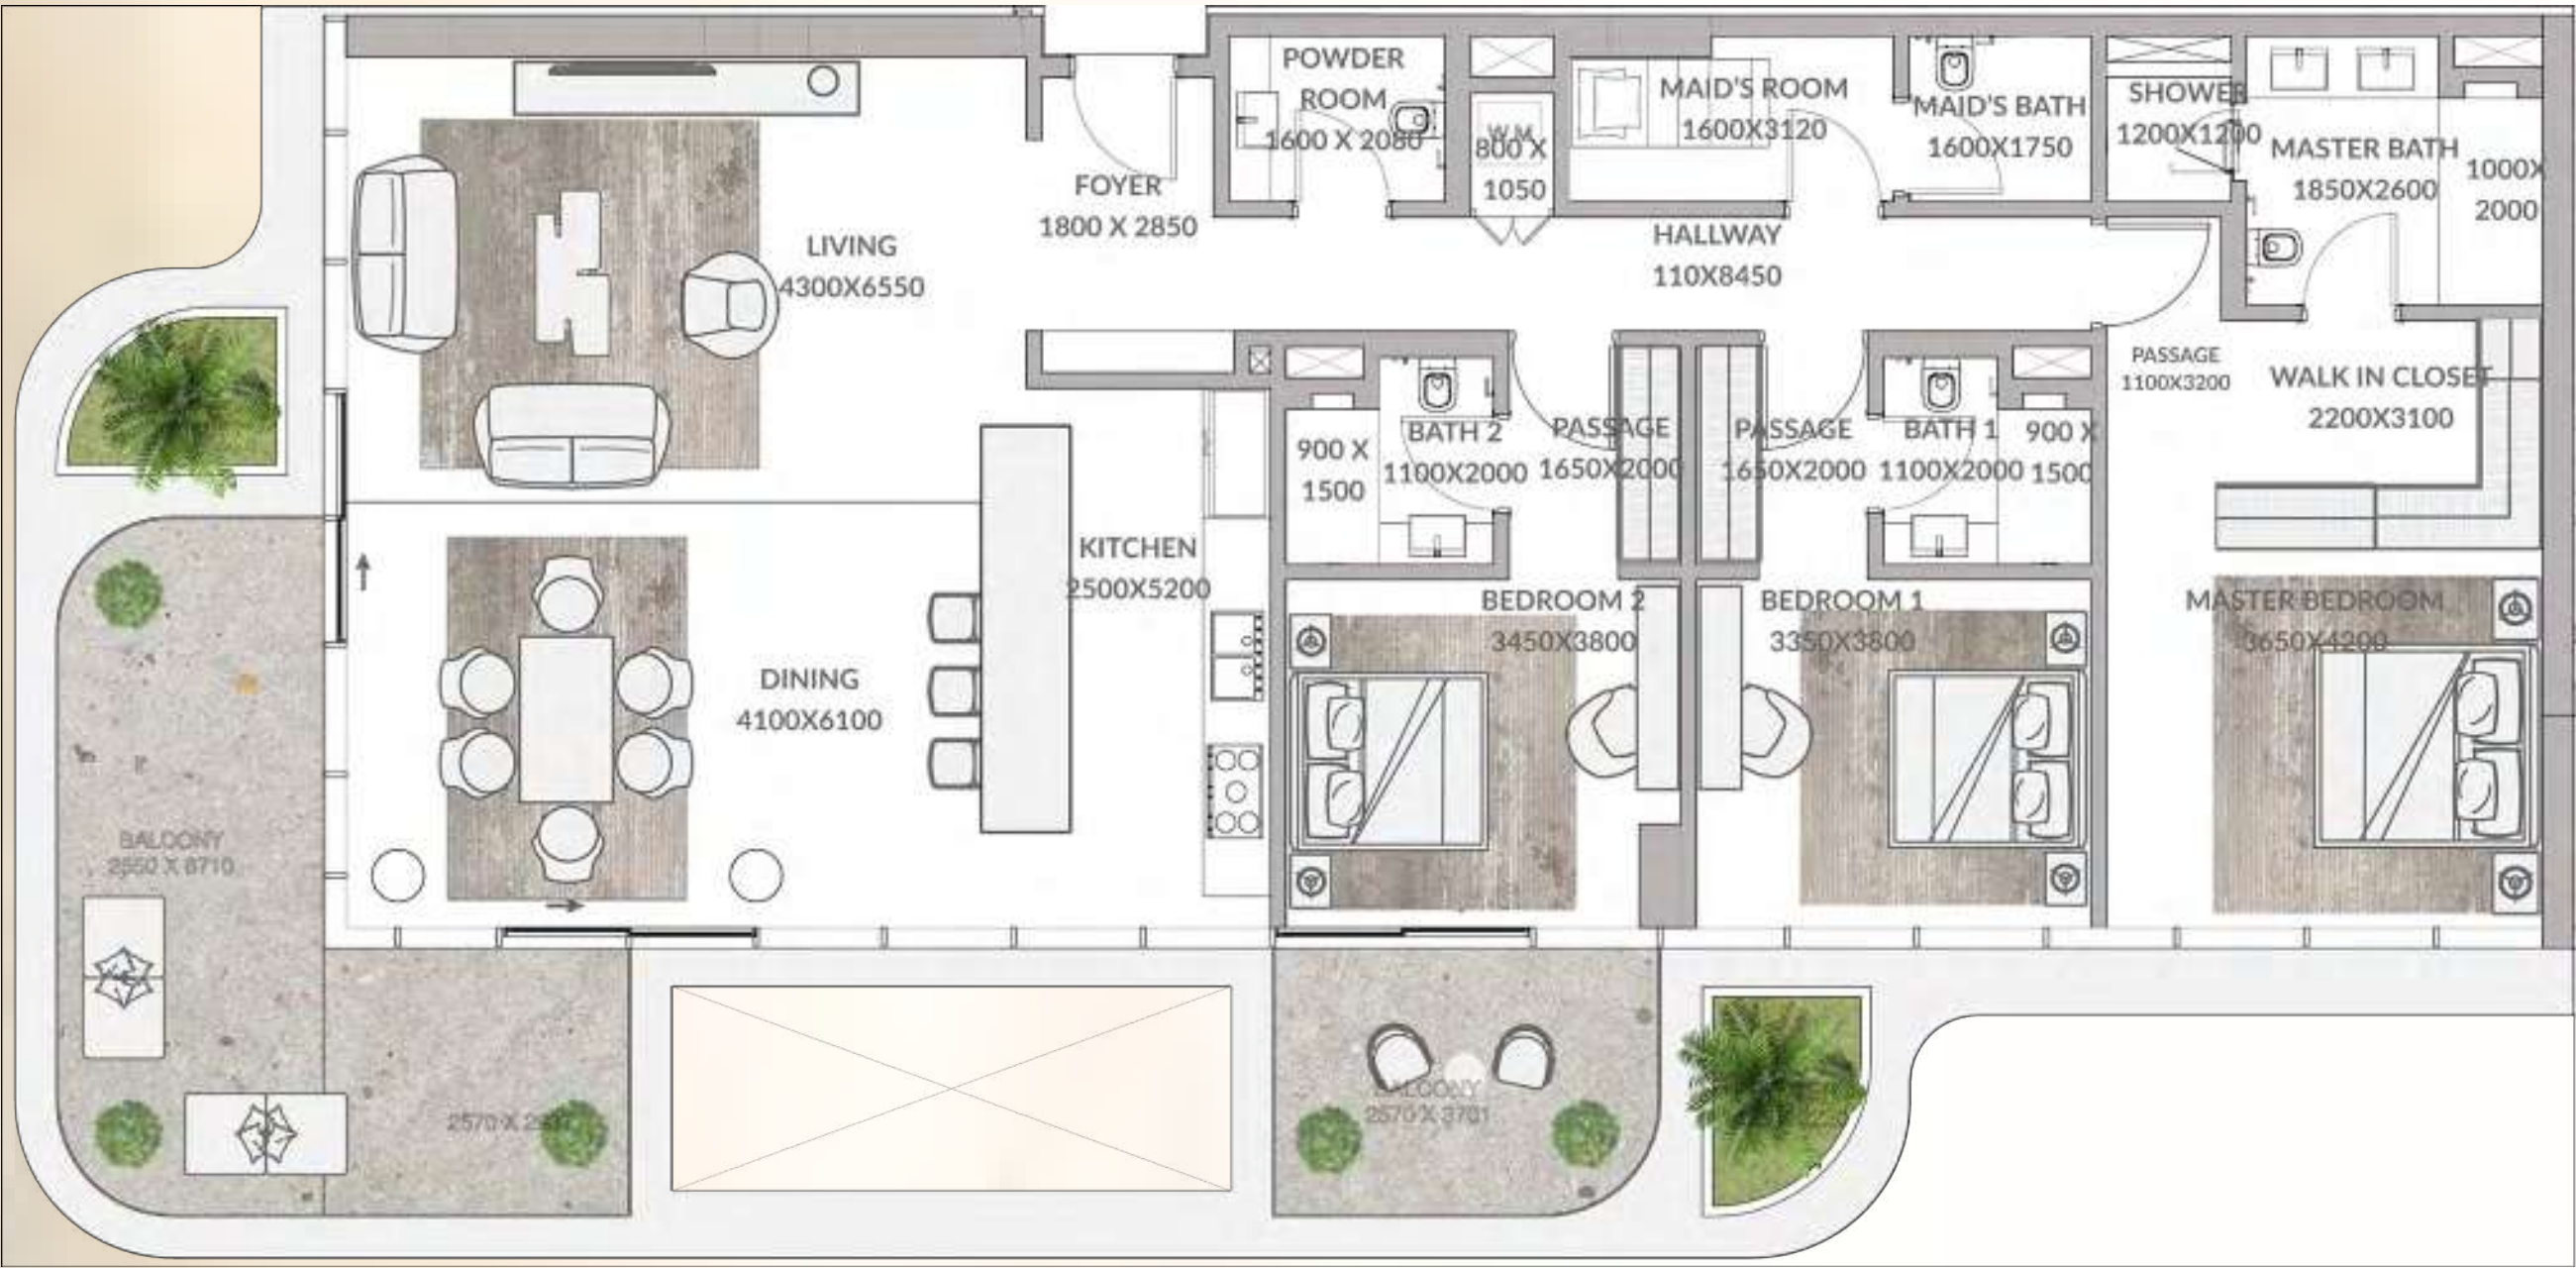 POWDER
ROOM
1600 X 2080
W.M.
800 X
1050
MAID'S ROOM
1600X3120
MAID'S BATH
1600X1750
SHOWER
1200X1200
MASTER BATH
1850X2600
1000X
2000
FOYER
1800 X 2850
LIVING
4300X6550
HALLWAY
110X8450
PASSAGE
1100X3200
WALK IN CLOSET
2200X3100
900 X
1500
BATH 2
1100X2000
PASSAGE
1650X2000
PASSAGE
1650X2000
BATH 1
1100X2000
900 X
1500
KITCHEN
2500X5200
DINING
4100X6100
BEDROOM 2
3450X3800
BEDROOM 1
3350X3800
MASTER BEDROOM
3650X4200
BALCONY
2550 X 8710
2570 X
BALCONY
2570 X 3701